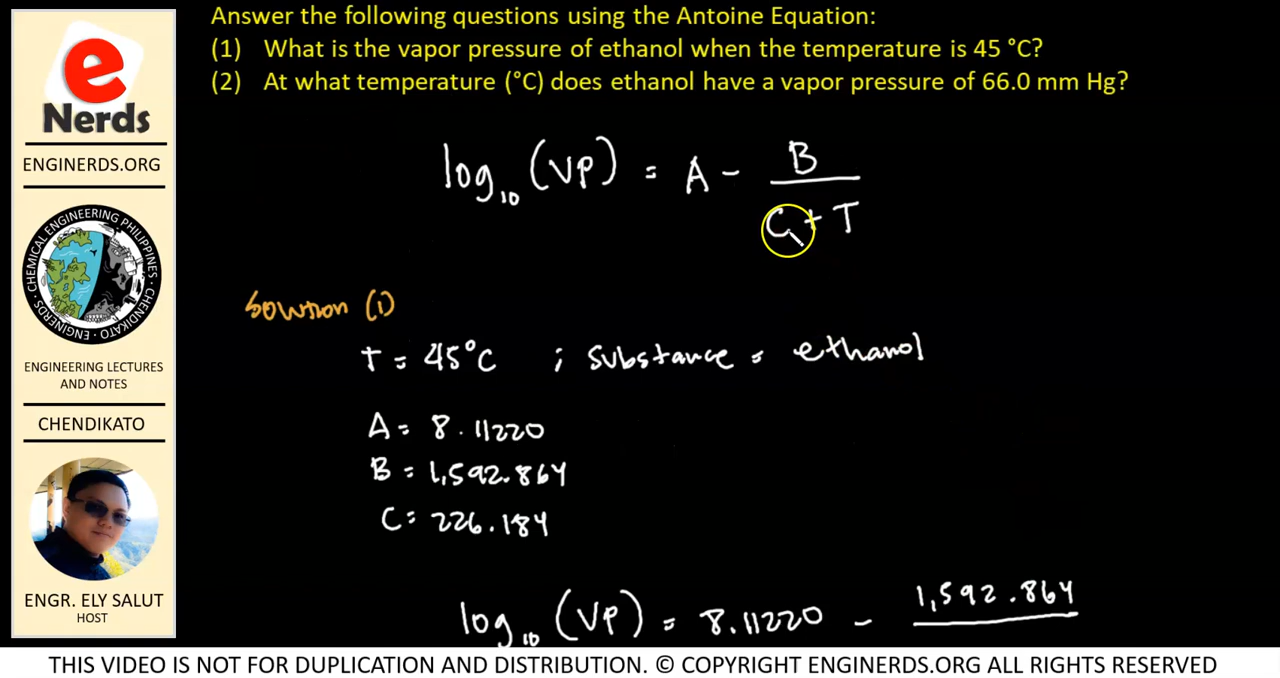 Answer the following questions using the Antoine Equation:
(1) What is the vapor pressure of ethanol when the temperature is 45 °C?
(2) At what temperature (°C) does ethanol have a vapor pressure of 66.0 mm Hg?
e
Nerds
ENGINERDS.ORG
CHEMICAL ENGINEERING PHILIPPINES • CHENDIKATO • ENGINERDS •
ENGINEERING LECTURES
AND NOTES
CHENDIKATO
ENGR. ELY SALUT
HOST
log₁₀ (VP) = A - B / C + T
Solution (1)
T = 45°C ; substance = ethanol
A = 8.11220
B = 1,592.864
C = 226.184
log₁₀ (VP) = 8.11220 - 1,592.864
THIS VIDEO IS NOT FOR DUPLICATION AND DISTRIBUTION. © COPYRIGHT ENGINERDS.ORG ALL RIGHTS RESERVED